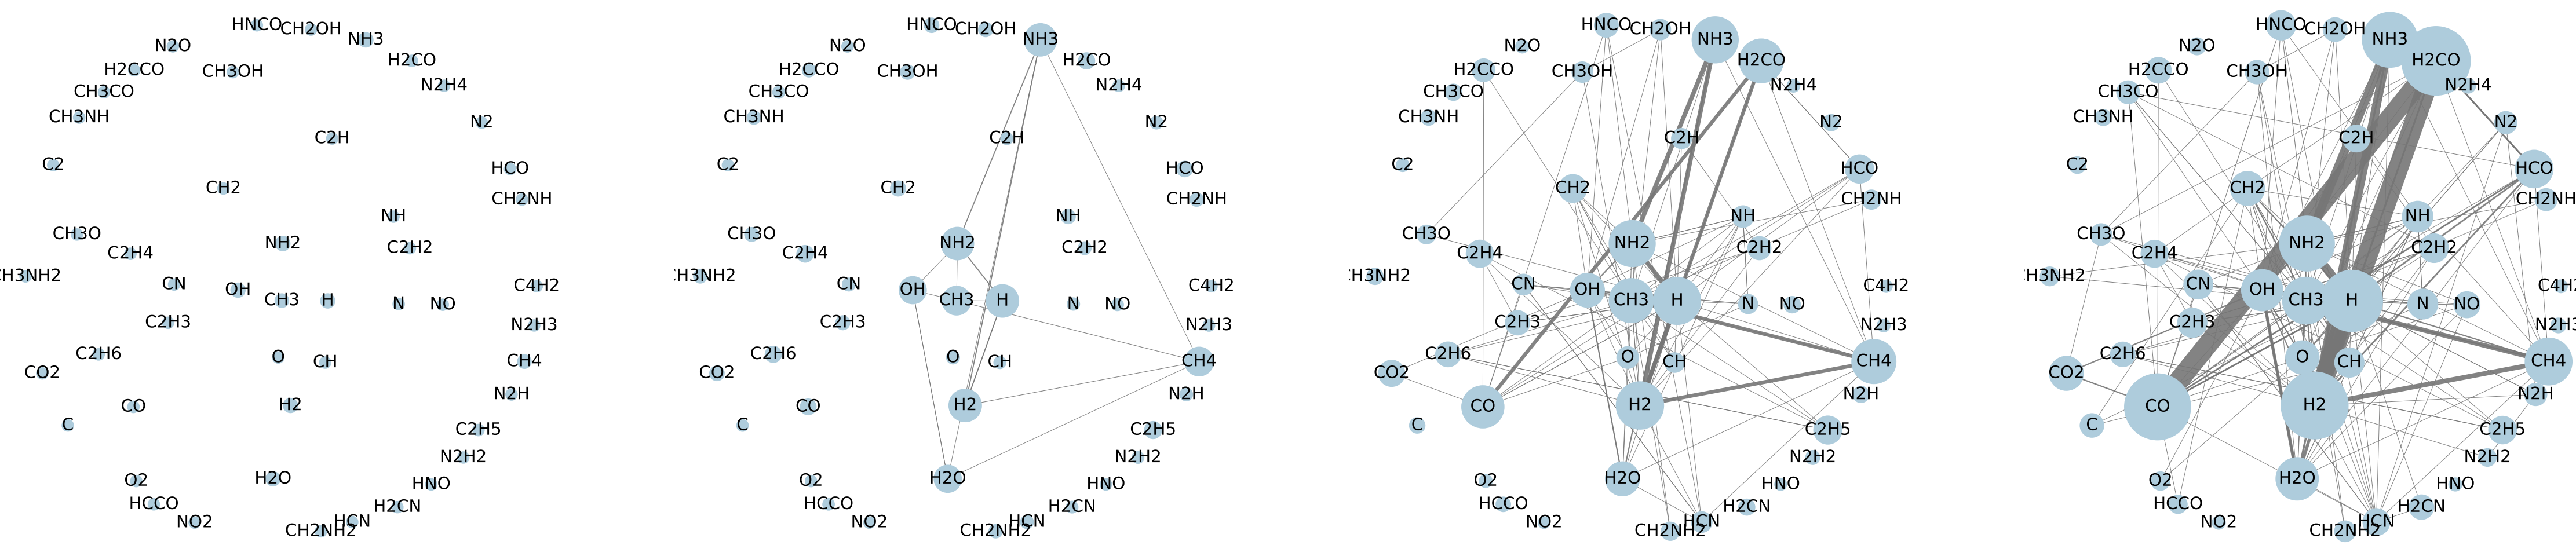 HNCO
CH2OH
NH3
N2O
H2CO
H2CCO
CH3OH
N2H4
CH3CO
CH3NH
N2
C2H
C2
HCO
CH2
CH2NH
NH
CH3O
NH2
C2H2
C2H4
CH3NH2
CN
C4H2
OH
CH3
H
N
NO
C2H3
N2H3
C2H6
O
CH
CH4
CO2
N2H
CO
H2
C
C2H5
N2H2
O2
H2O
HNO
HCCO
H2CN
NO2
HCN
CH2NH2
HNCO
CH2OH
NH3
N2O
H2CO
H2CCO
CH3OH
N2H4
CH3CO
CH3NH
N2
C2H
C2
HCO
CH2
CH2NH
NH
CH3O
NH2
C2H2
C2H4
H3NH2
CN
C4H2
OH
CH3
H
N
NO
C2H3
N2H3
C2H6
O
CH
CH4
CO2
N2H
CO
H2
C
C2H5
N2H2
O2
H2O
HNO
HCCO
H2CN
NO2
HCN
CH2NH2
HNCO
CH2OH
NH3
N2O
H2CO
H2CCO
CH3OH
N2H4
CH3CO
CH3NH
N2
C2H
C2
HCO
CH2
CH2NH
NH
CH3O
NH2
C2H2
C2H4
H3NH2
CN
C4H2
OH
CH3
H
N
NO
C2H3
N2H3
C2H6
O
CH
CH4
CO2
N2H
CO
H2
C
C2H5
N2H2
O2
H2O
HNO
HCCO
H2CN
NO2
HCN
CH2NH2
HNCO
CH2OH
NH3
N2O
H2CO
H2CCO
CH3OH
N2H4
CH3CO
CH3NH
N2
C2H
C2
HCO
CH2
CH2NH
NH
CH3O
NH2
C2H2
C2H4
H3NH2
CN
C4H2
OH
CH3
H
N
NO
C2H3
N2H3
C2H6
O
CH
CH4
CO2
N2H
CO
H2
C
C2H5
N2H2
O2
H2O
HNO
HCCO
H2CN
NO2
HCN
CH2NH2